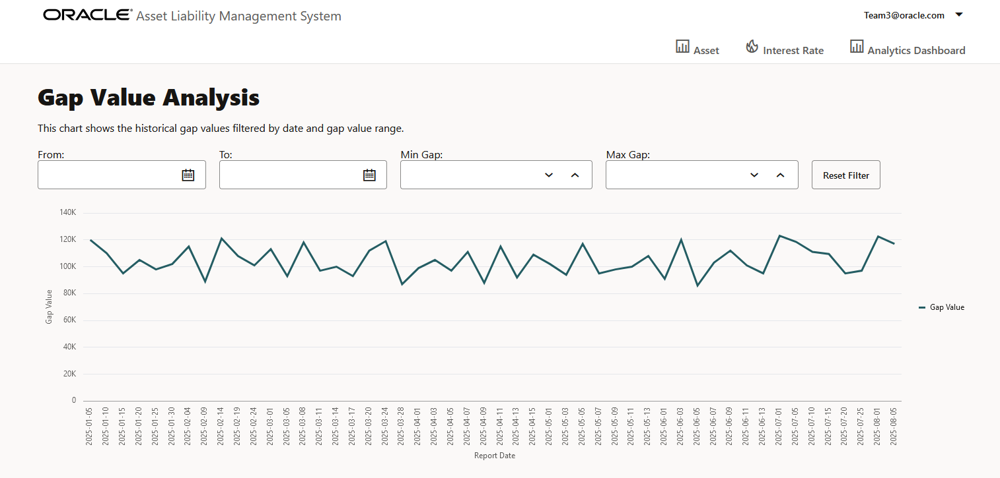 ORACLE® Asset Liability Management System
Team3@oracle.com
Asset
Interest Rate
Analytics Dashboard
Gap Value Analysis
This chart shows the historical gap values filtered by date and gap value range.
From:
To:
Min Gap:
Max Gap:
Reset Filter
140K
120K
100K
80K
60K
40K
20K
0
Gap Value
Gap Value
2025-01-05
2025-01-10
2025-01-15
2025-01-20
2025-01-25
2025-01-30
2025-02-04
2025-02-09
2025-02-14
2025-02-19
2025-02-24
2025-03-01
2025-03-05
2025-03-08
2025-03-11
2025-03-14
2025-03-17
2025-03-20
2025-03-24
2025-03-28
2025-04-01
2025-04-03
2025-04-05
2025-04-07
2025-04-09
2025-04-11
2025-04-13
2025-04-15
2025-05-01
2025-05-03
2025-05-05
2025-05-07
2025-05-09
2025-05-11
2025-05-13
2025-06-01
2025-06-03
2025-06-05
2025-06-07
2025-06-09
2025-06-11
2025-06-13
2025-07-01
2025-07-05
2025-07-10
2025-07-15
2025-07-20
2025-07-25
2025-08-01
2025-08-05
Report Date